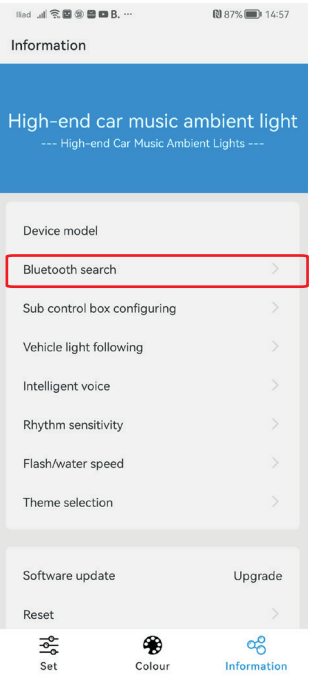 Iliad B. ... 87% 14:57
Information
High-end car music ambient light
--- High-end Car Music Ambient Lights ---
Device model
Bluetooth search
Sub control box configuring
Vehicle light following
Intelligent voice
Rhythm sensitivity
Flash/water speed
Theme selection
Software update Upgrade
Reset
Set Colour Information